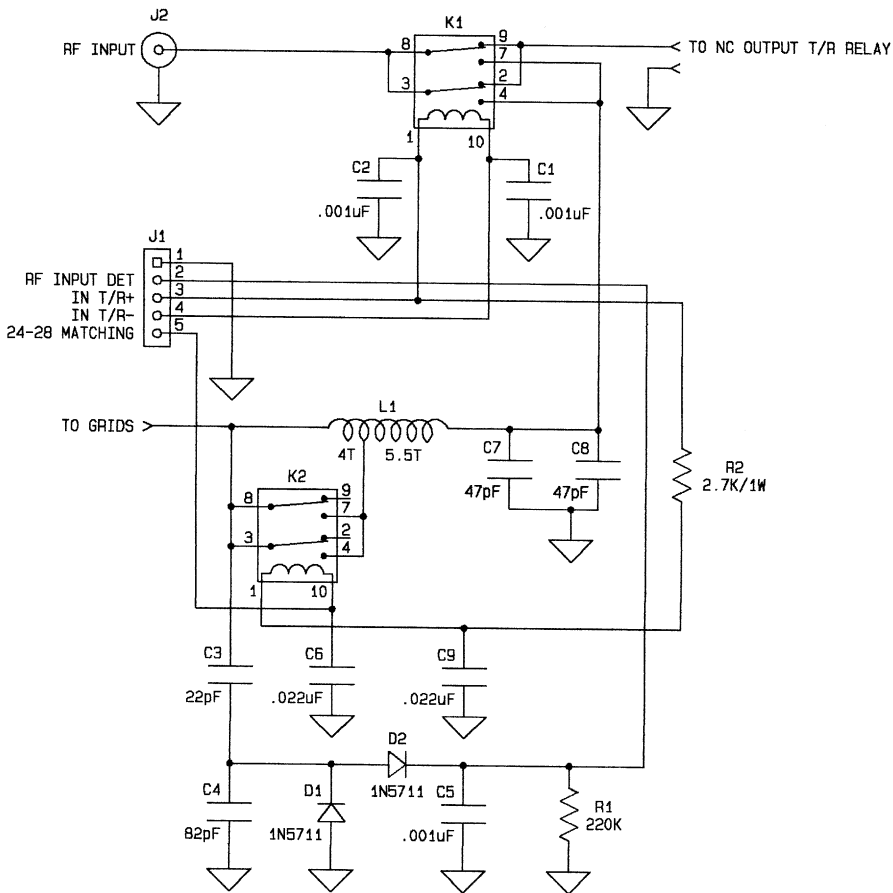 J2
K1
RF INPUT
8
9
7
TO NC OUTPUT T/R RELAY
3
2
4
1
10
C2
.001uF
C1
.001uF
J1
1
RF INPUT DET 2
IN T/R+ 3
IN T/R- 4
24-28 MATCHING 5
TO GRIDS
L1
4T
5.5T
C7
47pF
C8
47pF
R2
2.7K/1W
K2
8
9
7
3
2
4
1
10
C3
22pF
C6
.022uF
C9
.022uF
D2
1N5711
C4
82pF
D1
1N5711
C5
.001uF
R1
220K